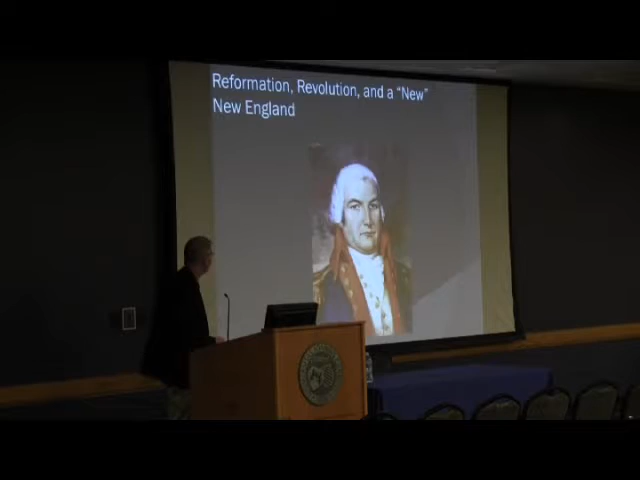 Reformation, Revolution, and a “New”
New England